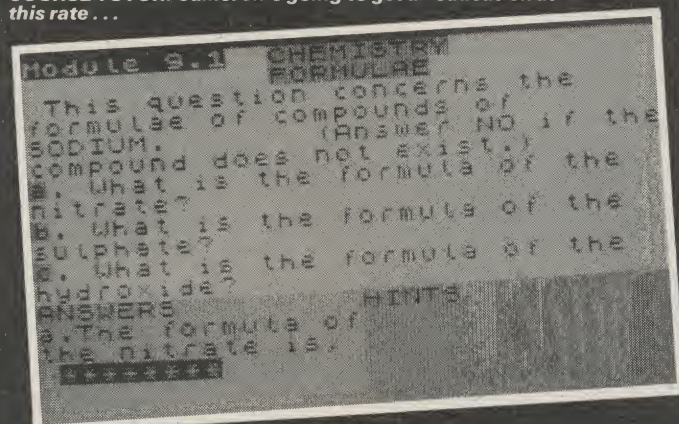 this rate...
Module 9.1 CHEMISTRY
FORMULAE
This question concerns the
formulae of compounds of
SODIUM. (Answer NO if the
compound does not exist.)
a. What is the formula of the
nitrate?
b. What is the formula of the
sulphate?
c. What is the formula of the
hydroxide?
ANSWERS HINTS
a.The formula of
the nitrate is.
********